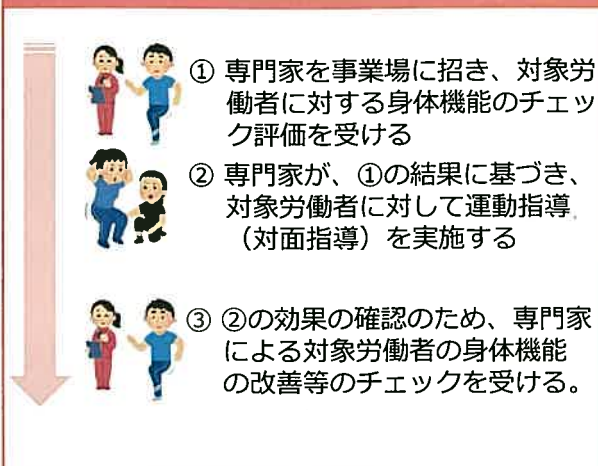 ① 専門家を事業場に招き、対象労
働者に対する身体機能のチェッ
ク評価を受ける
② 専門家が、①の結果に基づき、
対象労働者に対して運動指導
（対面指導）を実施する
③ ②の効果の確認のため、専門家
による対象労働者の身体機能
の改善等のチェックを受ける。